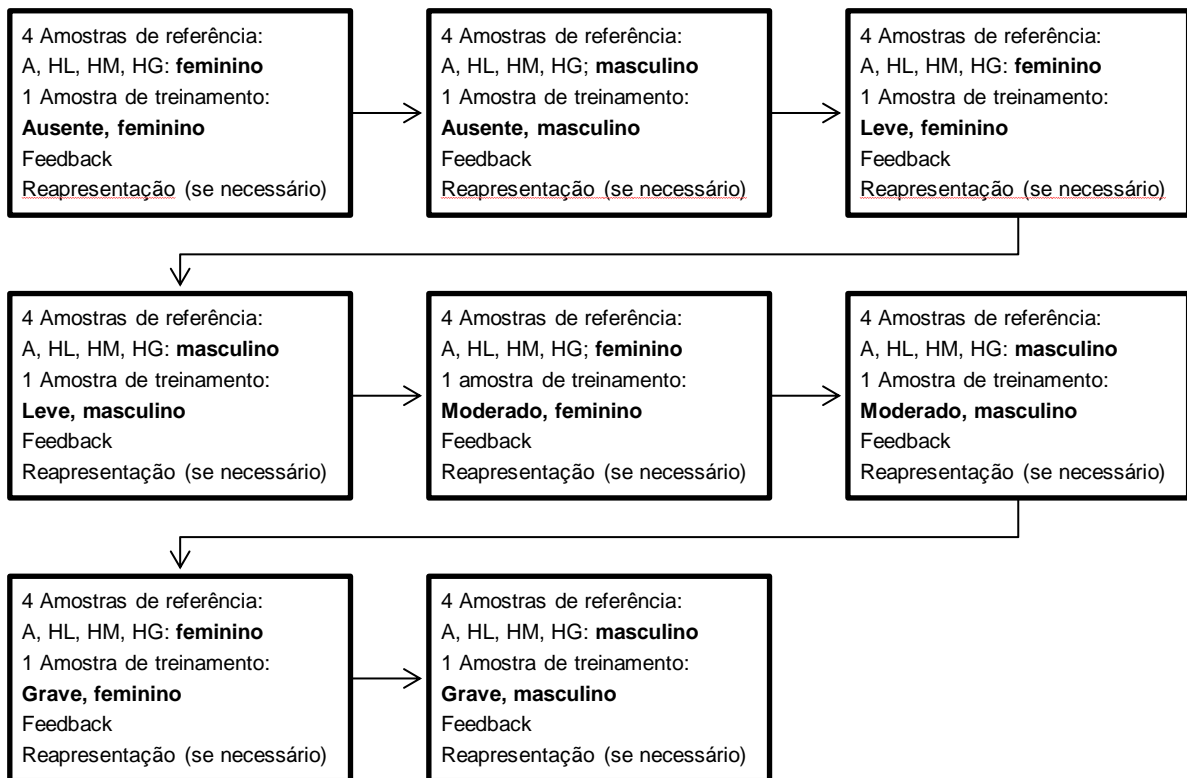 4 Amostras de referência:
A, HL, HM, HG: feminino
1 Amostra de treinamento:
Ausente, feminino
Feedback
Reapresentação (se necessário)
4 Amostras de referência:
A, HL, HM, HG; masculino
1 Amostra de treinamento:
Ausente, masculino
Feedback
Reapresentação (se necessário)
4 Amostras de referência:
A, HL, HM, HG: feminino
1 Amostra de treinamento:
Leve, feminino
Feedback
Reapresentação (se necessário)
4 Amostras de referência:
A, HL, HM, HG: masculino
1 Amostra de treinamento:
Leve, masculino
Feedback
Reapresentação (se necessário)
4 Amostras de referência:
A, HL, HM, HG; feminino
1 amostra de treinamento:
Moderado, feminino
Feedback
Reapresentação (se necessário)
4 Amostras de referência:
A, HL, HM, HG: masculino
1 Amostra de treinamento:
Moderado, masculino
Feedback
Reapresentação (se necessário)
4 Amostras de referência:
A, HL, HM, HG: feminino
1 Amostra de treinamento:
Grave, feminino
Feedback
Reapresentação (se necessário)
4 Amostras de referência:
A, HL, HM, HG: masculino
1 Amostra de treinamento:
Grave, masculino
Feedback
Reapresentação (se necessário)